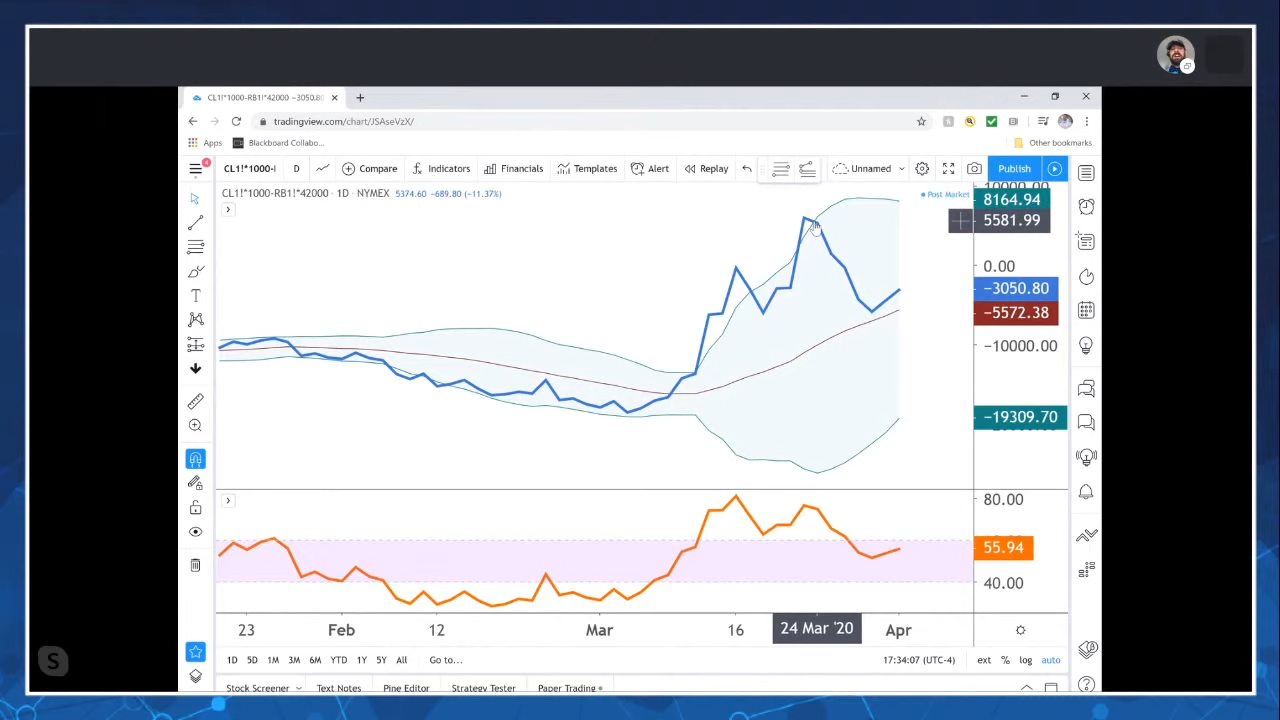 CL1!*1000-RB1!*42000 −3050.80
tradingview.com/chart/JSAseVzX/
Apps Blackboard Collabo... Other bookmarks
4
CL1!*1000-I D Compare Indicators Financials Templates Alert Replay Unnamed Publish
CL1!*1000-RB1!*42000 · 1D · NYMEX 5374.60 −689.80 (−11.37%)
Post Market
10000.00
8164.94
5581.99
0.00
−3050.80
−5572.38
−10000.00
−19309.70
80.00
55.94
40.00
23 Feb 12 Mar 16 24 Mar '20 Apr
1D 5D 1M 3M 6M YTD 1Y 5Y All Go to... 17:34:07 (UTC-4) ext % log auto
Stock Screener Text Notes Pine Editor Strategy Tester Paper Trading
S